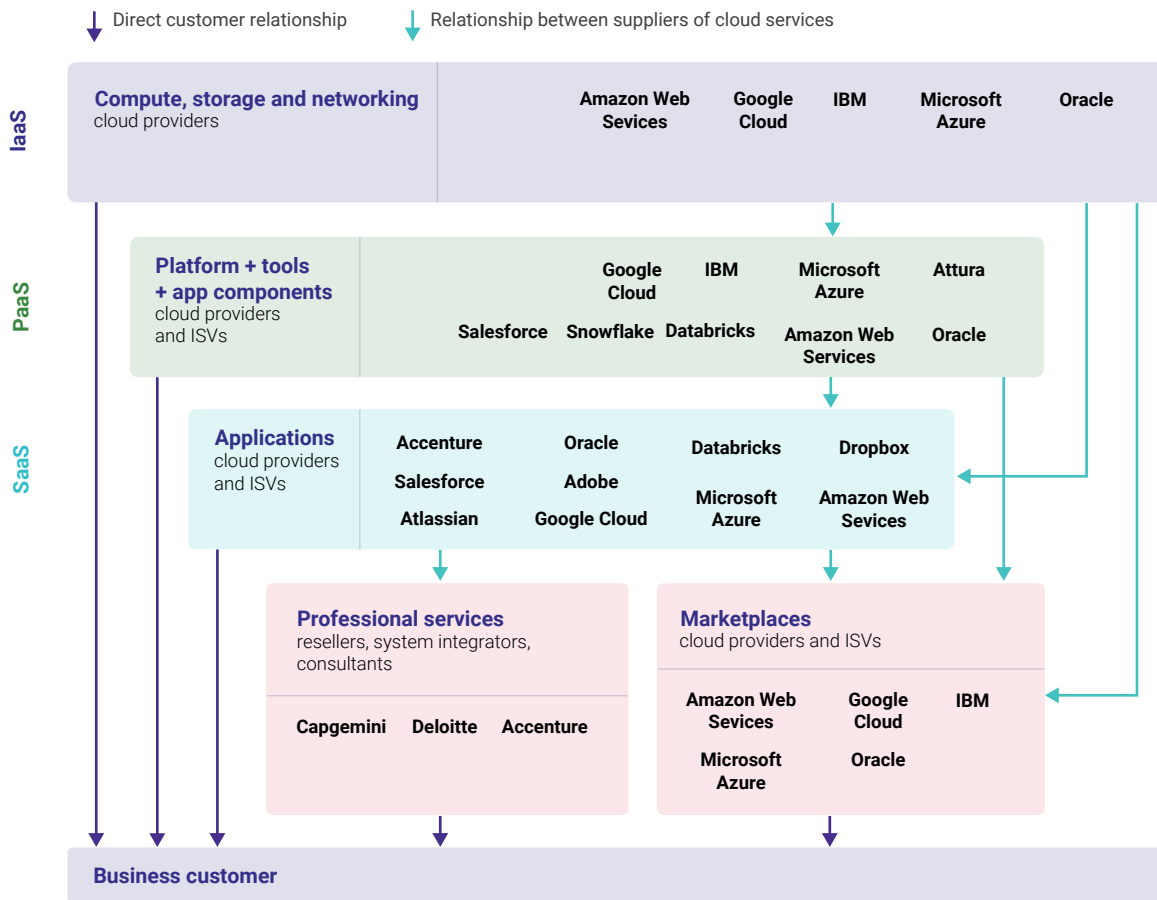 Direct customer relationship
Relationship between suppliers of cloud services
IaaS
Compute, storage and networking
cloud providers
Amazon Web
Sevices
Google
Cloud
IBM
Microsoft
Azure
Oracle
PaaS
Platform + tools
+ app components
cloud providers
and ISVs
Google
Cloud
IBM
Microsoft
Azure
Attura
Salesforce
Snowflake
Databricks
Amazon Web
Services
Oracle
SaaS
Applications
cloud providers
and ISVs
Accenture
Oracle
Databricks
Dropbox
Salesforce
Adobe
Microsoft
Azure
Amazon Web
Sevices
Atlassian
Google Cloud
Professional services
resellers, system integrators,
consultants
Capgemini
Deloitte
Accenture
Marketplaces
cloud providers and ISVs
Amazon Web
Sevices
Google
Cloud
IBM
Microsoft
Azure
Oracle
Business customer